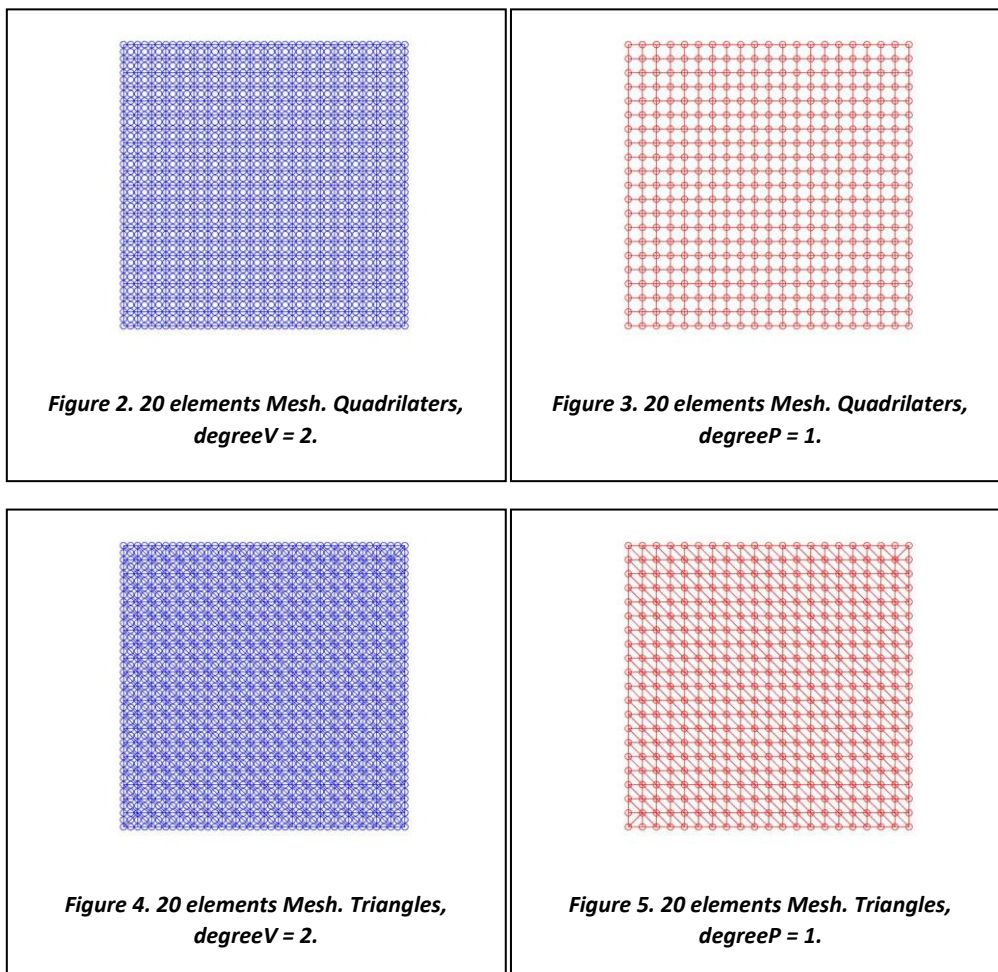 Figure 2. 20 elements Mesh. Quadrilaters,
degreeV = 2.
Figure 3. 20 elements Mesh. Quadrilaters,
degreeP = 1.
Figure 4. 20 elements Mesh. Triangles,
degreeV = 2.
Figure 5. 20 elements Mesh. Triangles,
degreeP = 1.